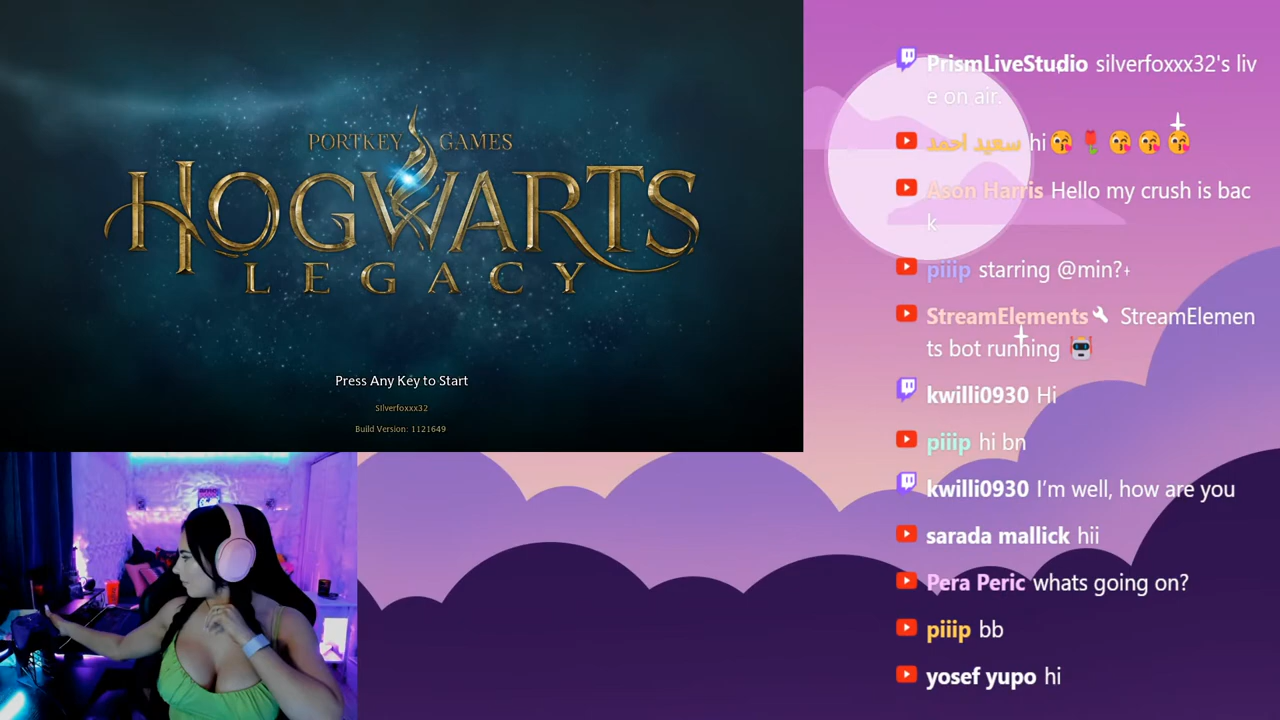 PORTKEY GAMES
HOGWARTS
LEGACY
Press Any Key to Start
Silverfoxxx32
Build Version: 1121649
PrismLiveStudio silverfoxxx32's liv
e on air.
سعيد احمد hi😘🌷😘😘😘
Ason Harris Hello my crush is bac
k
piiip starring @min?
StreamElements🔧 StreamElemen
ts bot running 🤖
kwilli0930 Hi
piiip hi bn
kwilli0930 I'm well, how are you
sarada mallick hii
Pera Peric whats going on?
piiip bb
yosef yupo hi